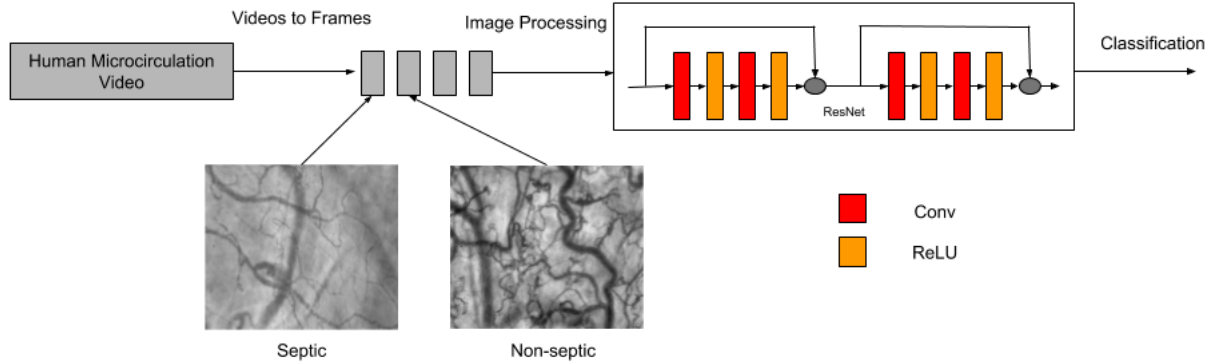 Videos to Frames
Image Processing
Human Microcirculation
Video
Classification
ResNet
Conv
ReLU
Septic
Non-septic